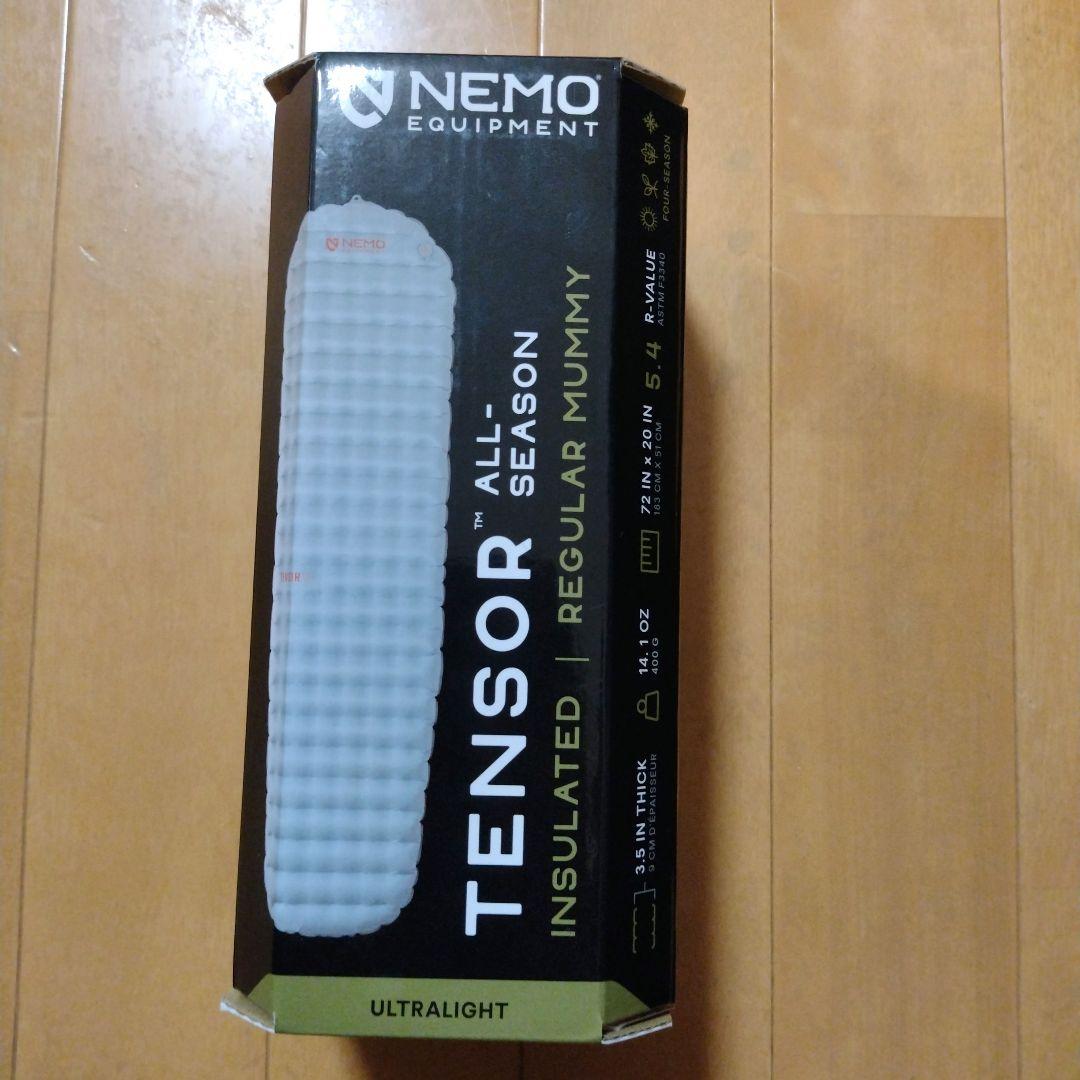 NEMO
EQUIPMENT
NEMO
TENSOR™ ALL-
SEASON
INSULATED | REGULAR MUMMY
ULTRALIGHT
3.5 IN THICK
9 CM D'ÉPAISSEUR
14.1 OZ
400 G
72 IN x 20 IN
183 CM X 51 CM
5.4
R-VALUE
ASTM F3340
FOUR-SEASON